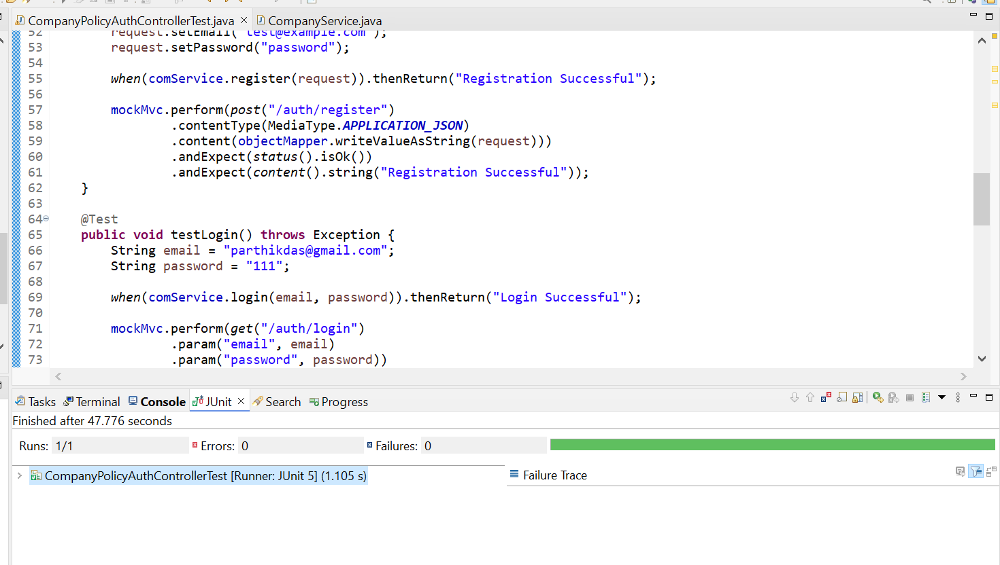 CompanyPolicyAuthControllerTest.java CompanyService.java
52 request.setEmail("test@example.com");
53 request.setPassword("password");
54
55 when(comService.register(request)).thenReturn("Registration Successful");
56
57 mockMvc.perform(post("/auth/register")
58 .contentType(MediaType.APPLICATION_JSON)
59 .content(objectMapper.writeValueAsString(request)))
60 .andExpect(status().isOk())
61 .andExpect(content().string("Registration Successful"));
62 }
63
64 @Test
65 public void testLogin() throws Exception {
66 String email = "parthikdas@gmail.com";
67 String password = "111";
68
69 when(comService.login(email, password)).thenReturn("Login Successful");
70
71 mockMvc.perform(get("/auth/login")
72 .param("email", email)
73 .param("password", password))
Tasks Terminal Console JUnit Search Progress
Finished after 47.776 seconds
Runs: 1/1 Errors: 0 Failures: 0
CompanyPolicyAuthControllerTest [Runner: JUnit 5] (1.105 s) Failure Trace